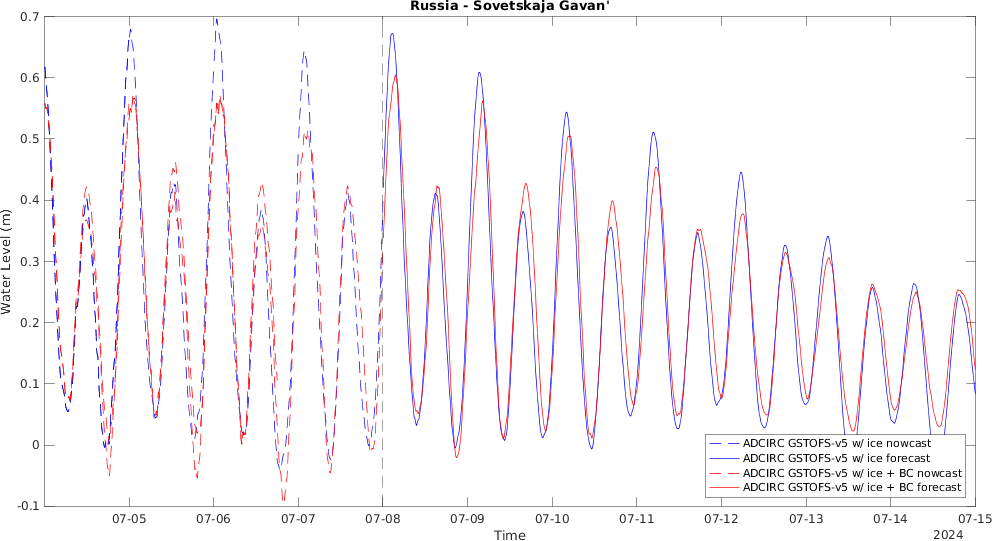 Russia - Sovetskaja Gavan'
0.7
0.6
0.5
0.4
0.3
0.2
0.1
0
-0.1
Water Level (m)
ADCIRC GSTOFS-v5 w/ ice nowcast
ADCIRC GSTOFS-v5 w/ ice forecast
ADCIRC GSTOFS-v5 w/ ice + BC nowcast
ADCIRC GSTOFS-v5 w/ ice + BC forecast
07-05 07-06 07-07 07-08 07-09 07-10 07-11 07-12 07-13 07-14 07-15
Time
2024